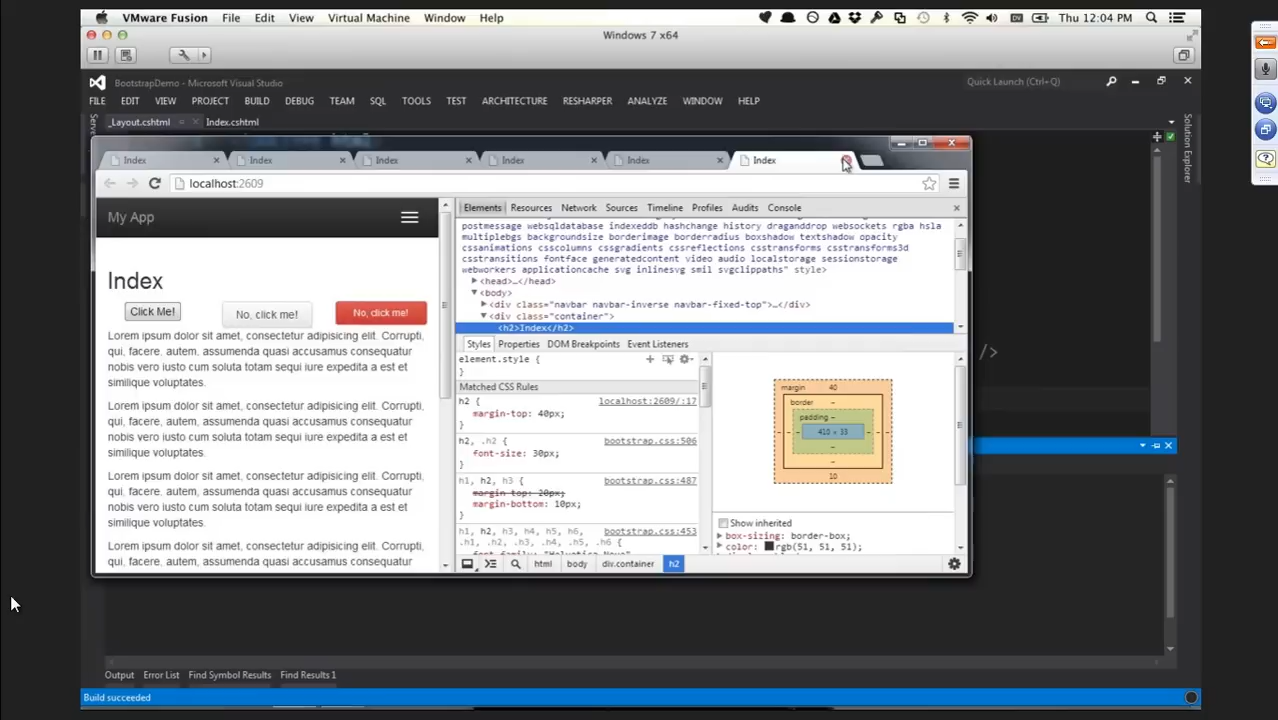 VMware Fusion File Edit View Virtual Machine Window Help Thu 12:04 PM
Windows 7 x64
BootstrapDemo - Microsoft Visual Studio Quick Launch (Ctrl+Q)
FILE EDIT VIEW PROJECT BUILD DEBUG TEAM SQL TOOLS TEST ARCHITECTURE RESHARPER ANALYZE WINDOW HELP
_Layout.cshtml Index.cshtml
Solution Explorer
Index Index Index Index Index Index
localhost:2609
My App
Index
Click Me! No, click me! No, click me!
Lorem ipsum dolor sit amet, consectetur adipisicing elit. Corrupti,
qui, facere, autem, assumenda quasi accusamus consequatur
nobis vero iusto cum soluta totam sequi iure expedita a est et
similique voluptates.
Lorem ipsum dolor sit amet, consectetur adipisicing elit. Corrupti,
qui, facere, autem, assumenda quasi accusamus consequatur
nobis vero iusto cum soluta totam sequi iure expedita a est et
similique voluptates.
Lorem ipsum dolor sit amet, consectetur adipisicing elit. Corrupti,
qui, facere, autem, assumenda quasi accusamus consequatur
nobis vero iusto cum soluta totam sequi iure expedita a est et
similique voluptates.
Lorem ipsum dolor sit amet, consectetur adipisicing elit. Corrupti,
qui, facere, autem, assumenda quasi accusamus consequatur
Elements Resources Network Sources Timeline Profiles Audits Console
postmessage websqldatabase indexeddb hashchange history draganddrop websockets rgba hsla
multiplebgs backgroundsize borderimage borderradius boxshadow textshadow opacity
cssanimations csscolumns cssgradients cssreflections csstransforms csstransforms3d
csstransitions fontface generatedcontent video audio localstorage sessionstorage
webworkers applicationcache svg inlinesvg smil svgclippaths" style>
<head>…</head>
<body>
<div class="navbar navbar-inverse navbar-fixed-top">…</div>
<div class="container">
<h2>Index</h2>
Styles Properties DOM Breakpoints Event Listeners
element.style {
}
Matched CSS Rules
h2 { localhost:2609/:17
margin-top: 40px;
}
h2, .h2 { bootstrap.css:506
font-size: 30px;
}
h1, h2, h3 { bootstrap.css:487
margin-top: 20px;
margin-bottom: 10px;
}
h1, h2, h3, h4, h5, h6, bootstrap.css:453
.h1, .h2, .h3, .h4, .h5, .h6 {
font-family: "Helvetica Neue"
margin 40
border –
padding –
410 × 33
–
–
10
Show inherited
box-sizing: border-box;
color: rgb(51, 51, 51);
html body div.container h2
/>
Output Error List Find Symbol Results Find Results 1
Build succeeded